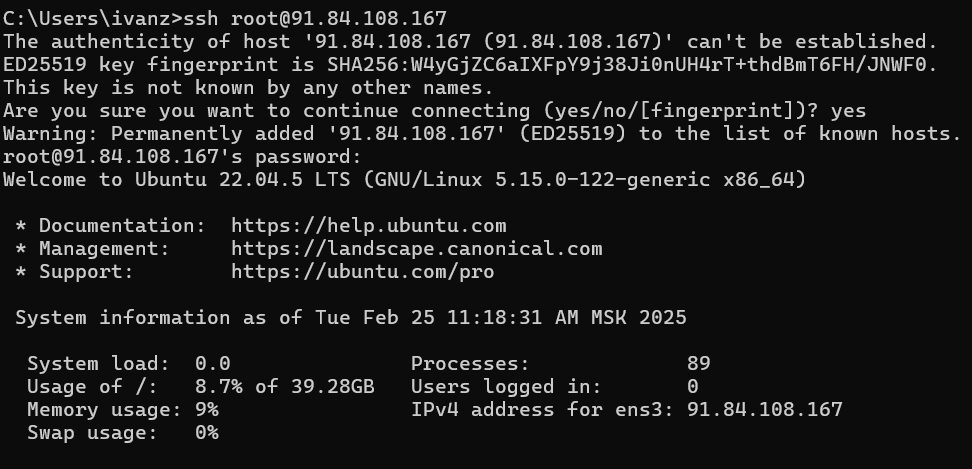 C:\Users\ivanz>ssh root@91.84.108.167
The authenticity of host '91.84.108.167 (91.84.108.167)' can't be established.
ED25519 key fingerprint is SHA256:W4yGjZC6aIXFpY9j38Ji0nUH4rT+thdBmT6FH/JNWF0.
This key is not known by any other names.
Are you sure you want to continue connecting (yes/no/[fingerprint])? yes
Warning: Permanently added '91.84.108.167' (ED25519) to the list of known hosts.
root@91.84.108.167's password:
Welcome to Ubuntu 22.04.5 LTS (GNU/Linux 5.15.0-122-generic x86_64)

 * Documentation:  https://help.ubuntu.com
 * Management:     https://landscape.canonical.com
 * Support:        https://ubuntu.com/pro

 System information as of Tue Feb 25 11:18:31 AM MSK 2025

  System load:  0.0               Processes:             89
  Usage of /:   8.7% of 39.28GB   Users logged in:       0
  Memory usage: 9%                IPv4 address for ens3: 91.84.108.167
  Swap usage:   0%